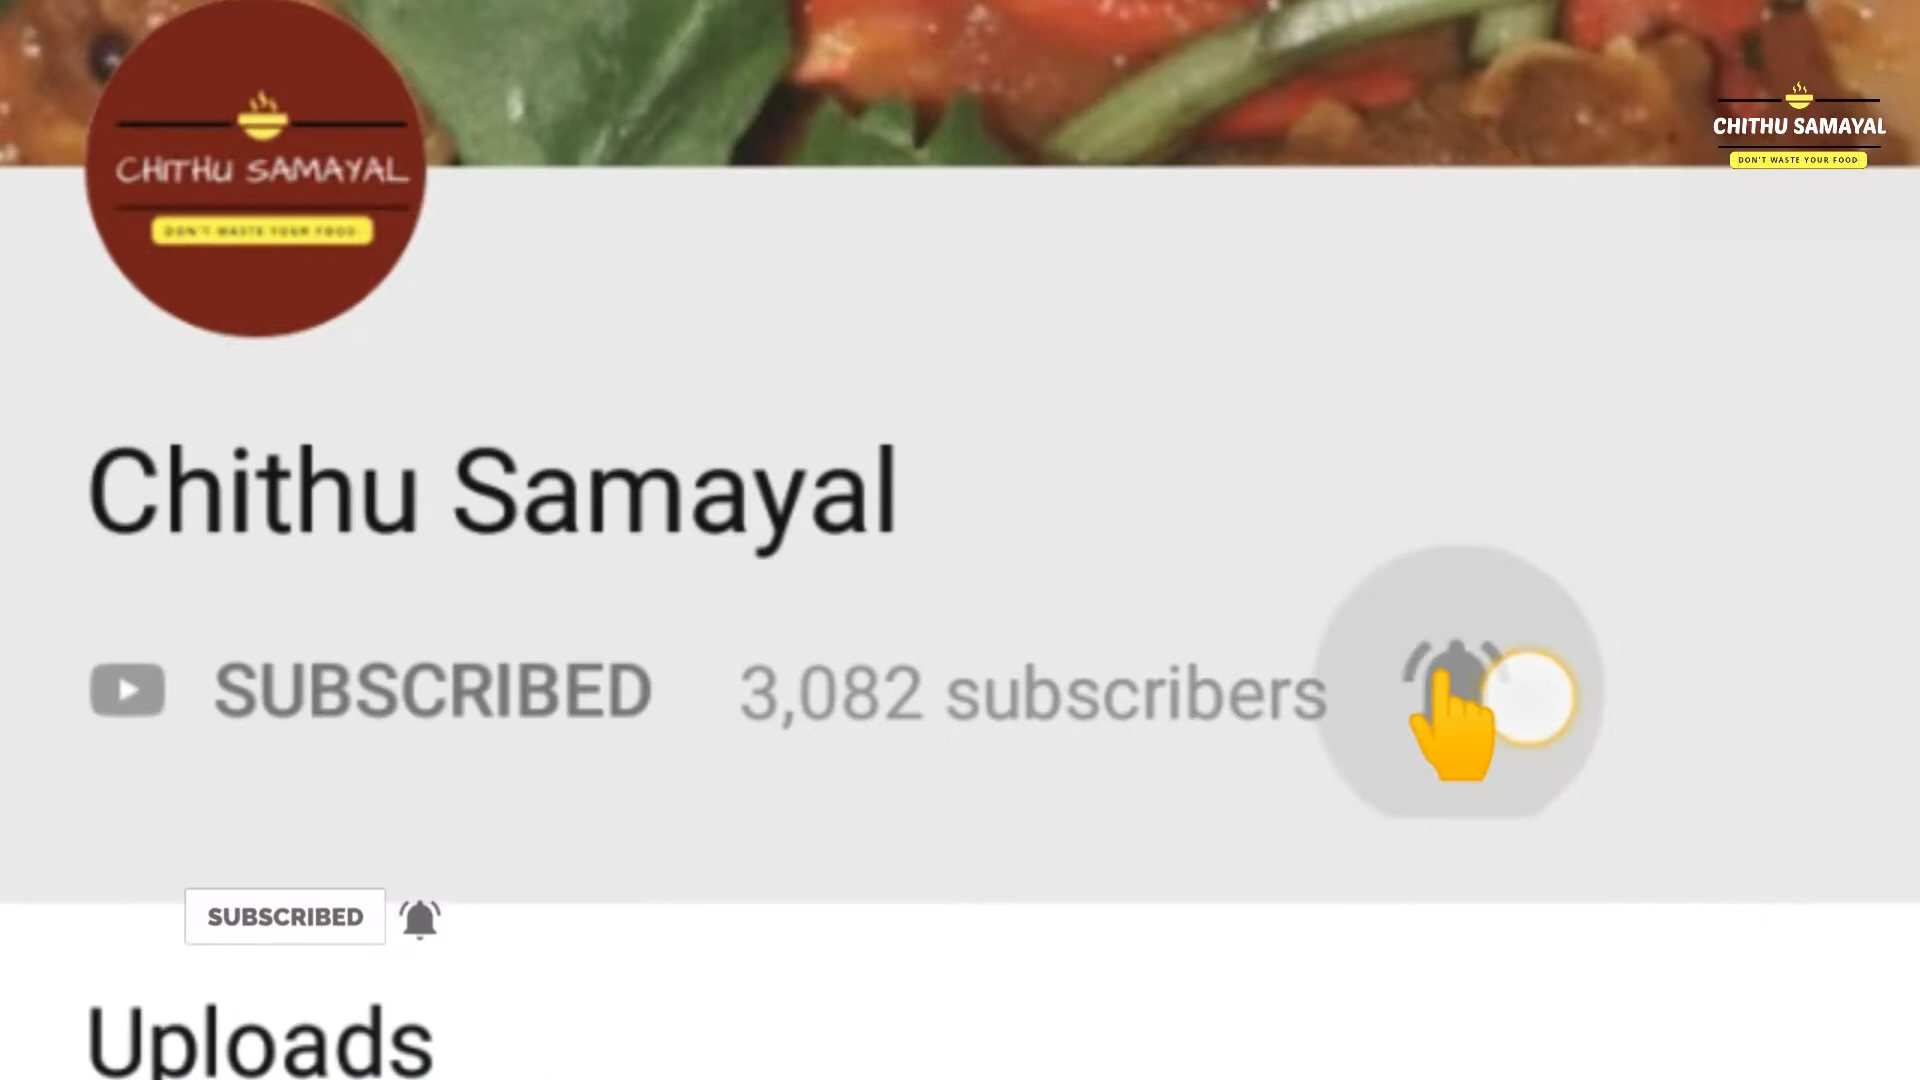 CHITHU SAMAYAL
DON'T WASTE YOUR FOOD
CHITHU SAMAYAL
DON'T WASTE YOUR FOOD
Chithu Samayal
SUBSCRIBED 3,082 subscribers
SUBSCRIBED
Uploads